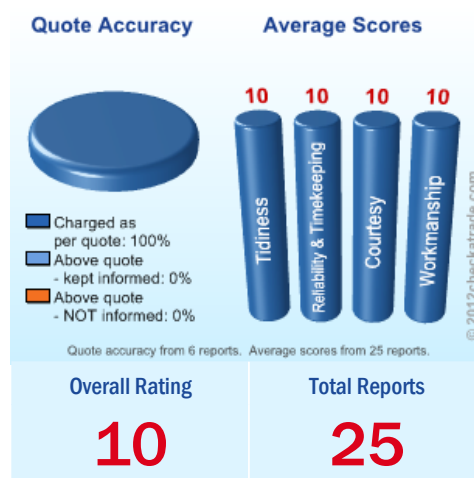 Quote Accuracy
Average Scores
10 10 10 10
Tidiness
Reliability & Timekeeping
Courtesy
Workmanship
Charged as
per quote: 100%
Above quote
- kept informed: 0%
Above quote
- NOT informed: 0%
© 2012checkatrade.com
Quote accuracy from 6 reports. Average scores from 25 reports.
Overall Rating
Total Reports
10
25